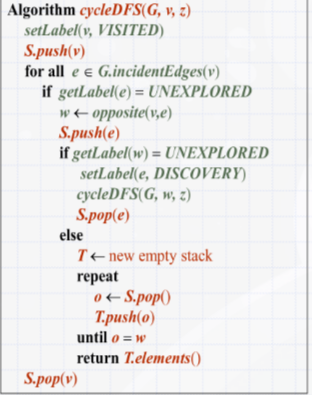 Algorithm cycleDFS(G, v, z)
setLabel(v, VISITED)
S.push(v)
for all e ∈ G.incidentEdges(v)
if getLabel(e) = UNEXPLORED
w ← opposite(v,e)
S.push(e)
if getLabel(w) = UNEXPLORED
setLabel(e, DISCOVERY)
cycleDFS(G, w, z)
S.pop(e)
else
T ← new empty stack
repeat
o ← S.pop()
T.push(o)
until o = w
return T.elements()
S.pop(v)